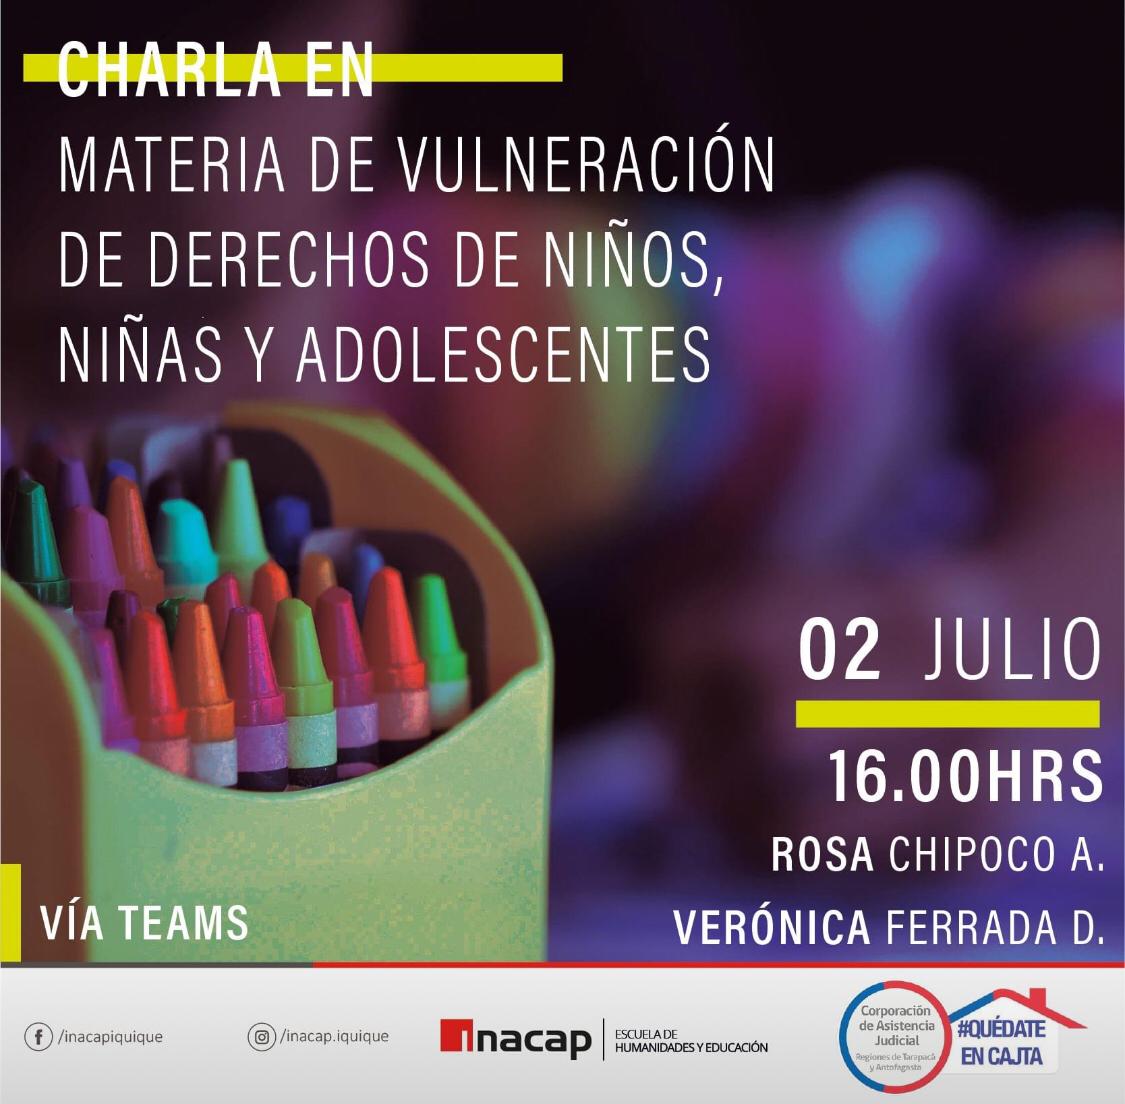 CHARLA EN
MATERIA DE VULNERACIÓN
DE DERECHOS DE NIÑOS,
NIÑAS Y ADOLESCENTES
02 JULIO
16.00HRS
ROSA CHIPOCO A.
VERÓNICA FERRADA D.
VÍA TEAMS
/inacapiquique
/inacap.iquique
inacap
ESCUELA DE
HUMANIDADES Y EDUCACIÓN
Corporación
de Asistencia
Judicial
Regiones de Tarapacá
y Antofagasta
#QUÉDATE
EN CAJTA